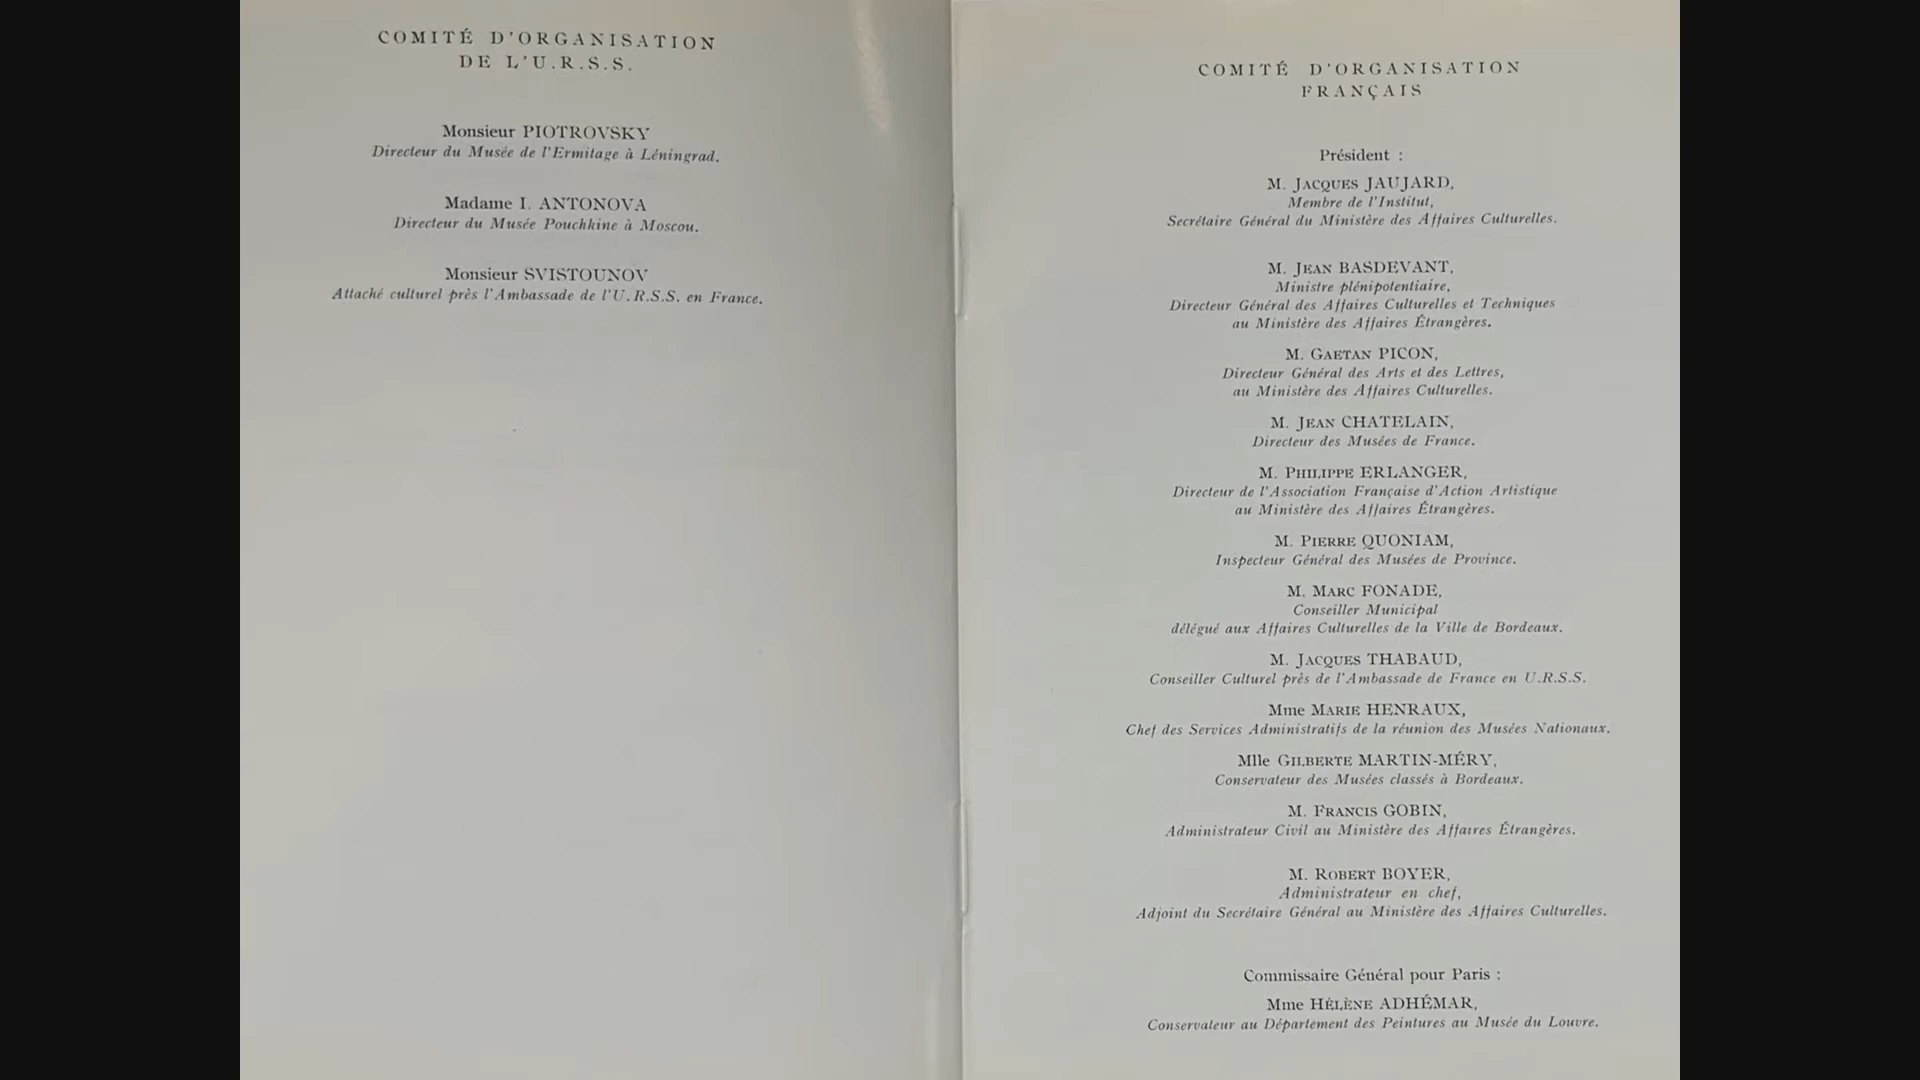 COMITÉ D'ORGANISATION
DE L'U.R.S.S.
Monsieur PIOTROVSKY
Directeur du Musée de l'Ermitage à Léningrad.
Madame I. ANTONOVA
Directeur du Musée Pouchkine à Moscou.
Monsieur SVISTOUNOV
Attaché culturel près l'Ambassade de l'U.R.S.S. en France.
COMITÉ D'ORGANISATION
FRANÇAIS
Président :
M. JACQUES JAUJARD,
Membre de l'Institut,
Secrétaire Général du Ministère des Affaires Culturelles.
M. JEAN BASDEVANT,
Ministre plénipotentiaire,
Directeur Général des Affaires Culturelles et Techniques
au Ministère des Affaires Étrangères.
M. GAETAN PICON,
Directeur Général des Arts et des Lettres,
au Ministère des Affaires Culturelles.
M. JEAN CHATELAIN,
Directeur des Musées de France.
M. PHILIPPE ERLANGER,
Directeur de l'Association Française d'Action Artistique
au Ministère des Affaires Étrangères.
M. PIERRE QUONIAM,
Inspecteur Général des Musées de Province.
M. MARC FONADE,
Conseiller Municipal
délégué aux Affaires Culturelles de la Ville de Bordeaux.
M. JACQUES THABAUD,
Conseiller Culturel près de l'Ambassade de France en U.R.S.S.
Mme MARIE HENRAUX,
Chef des Services Administratifs de la réunion des Musées Nationaux.
Mlle GILBERTE MARTIN-MÉRY,
Conservateur des Musées classés à Bordeaux.
M. FRANCIS GOBIN,
Administrateur Civil au Ministère des Affaires Étrangères.
M. ROBERT BOYER,
Administrateur en chef,
Adjoint du Secrétaire Général au Ministère des Affaires Culturelles.
Commissaire Général pour Paris :
Mme HÉLÈNE ADHÉMAR,
Conservateur au Département des Peintures au Musée du Louvre.